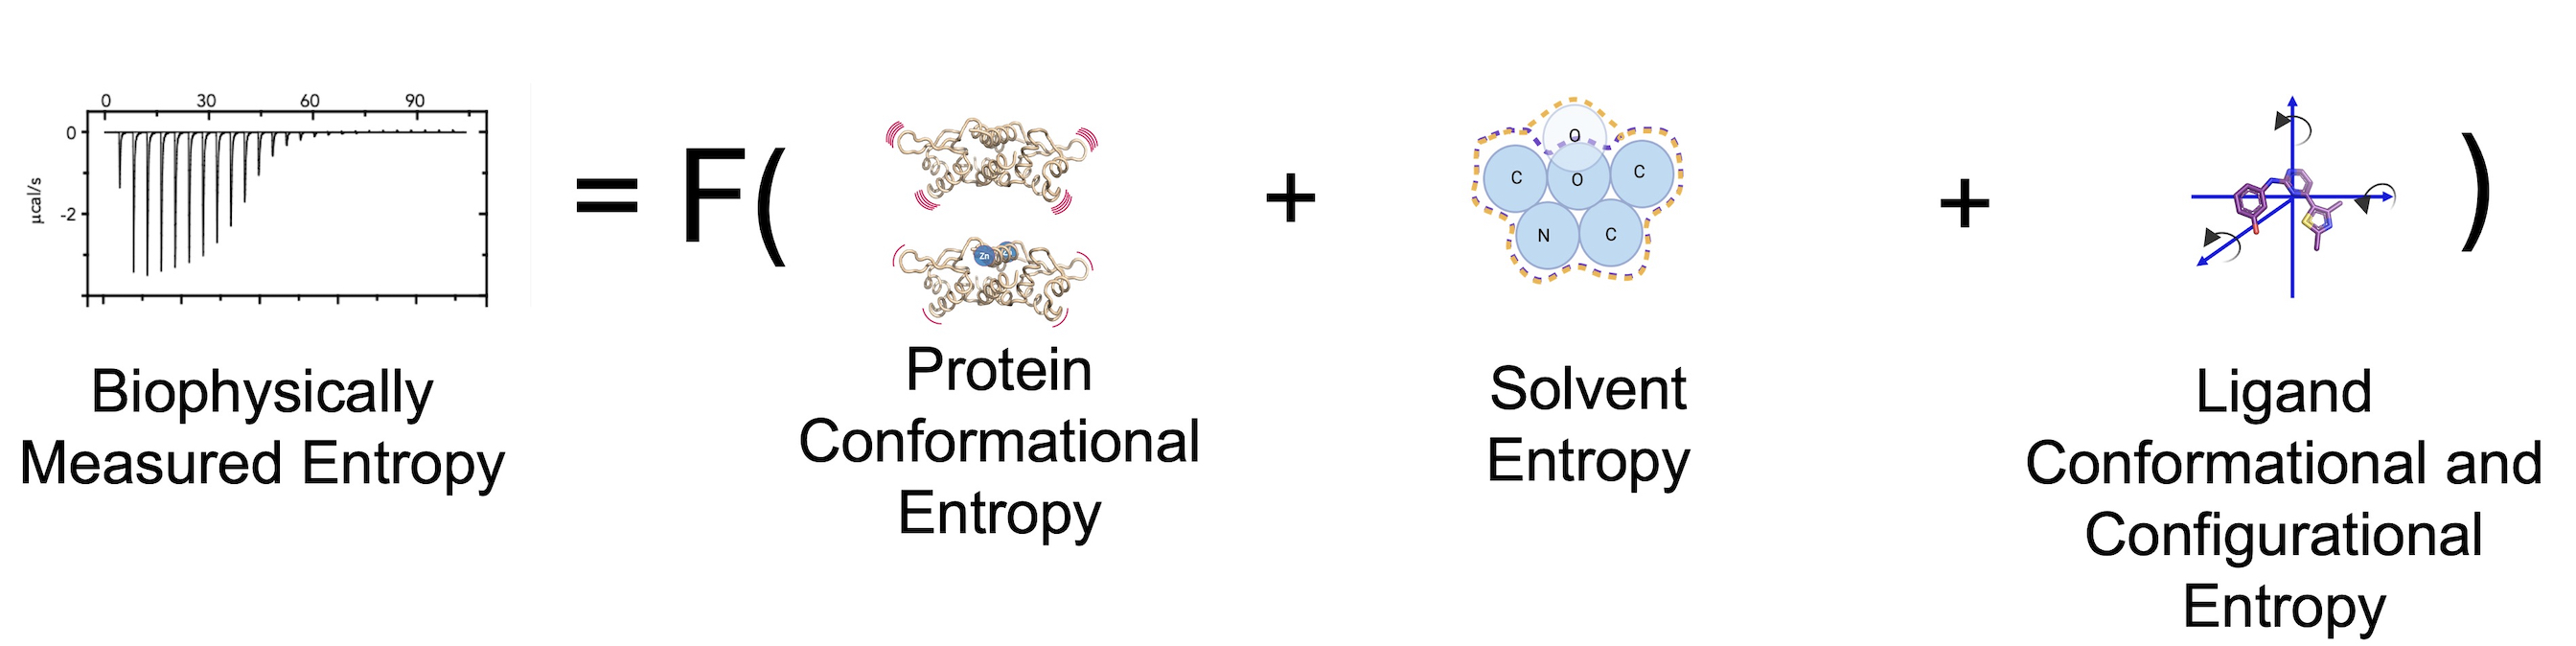 0 30 60 90
0
-2
μcal/s
= F(
Zn
+
O
C O C
N C
+
)
Biophysically
Measured Entropy
Protein
Conformational
Entropy
Solvent
Entropy
Ligand
Conformational and
Configurational
Entropy